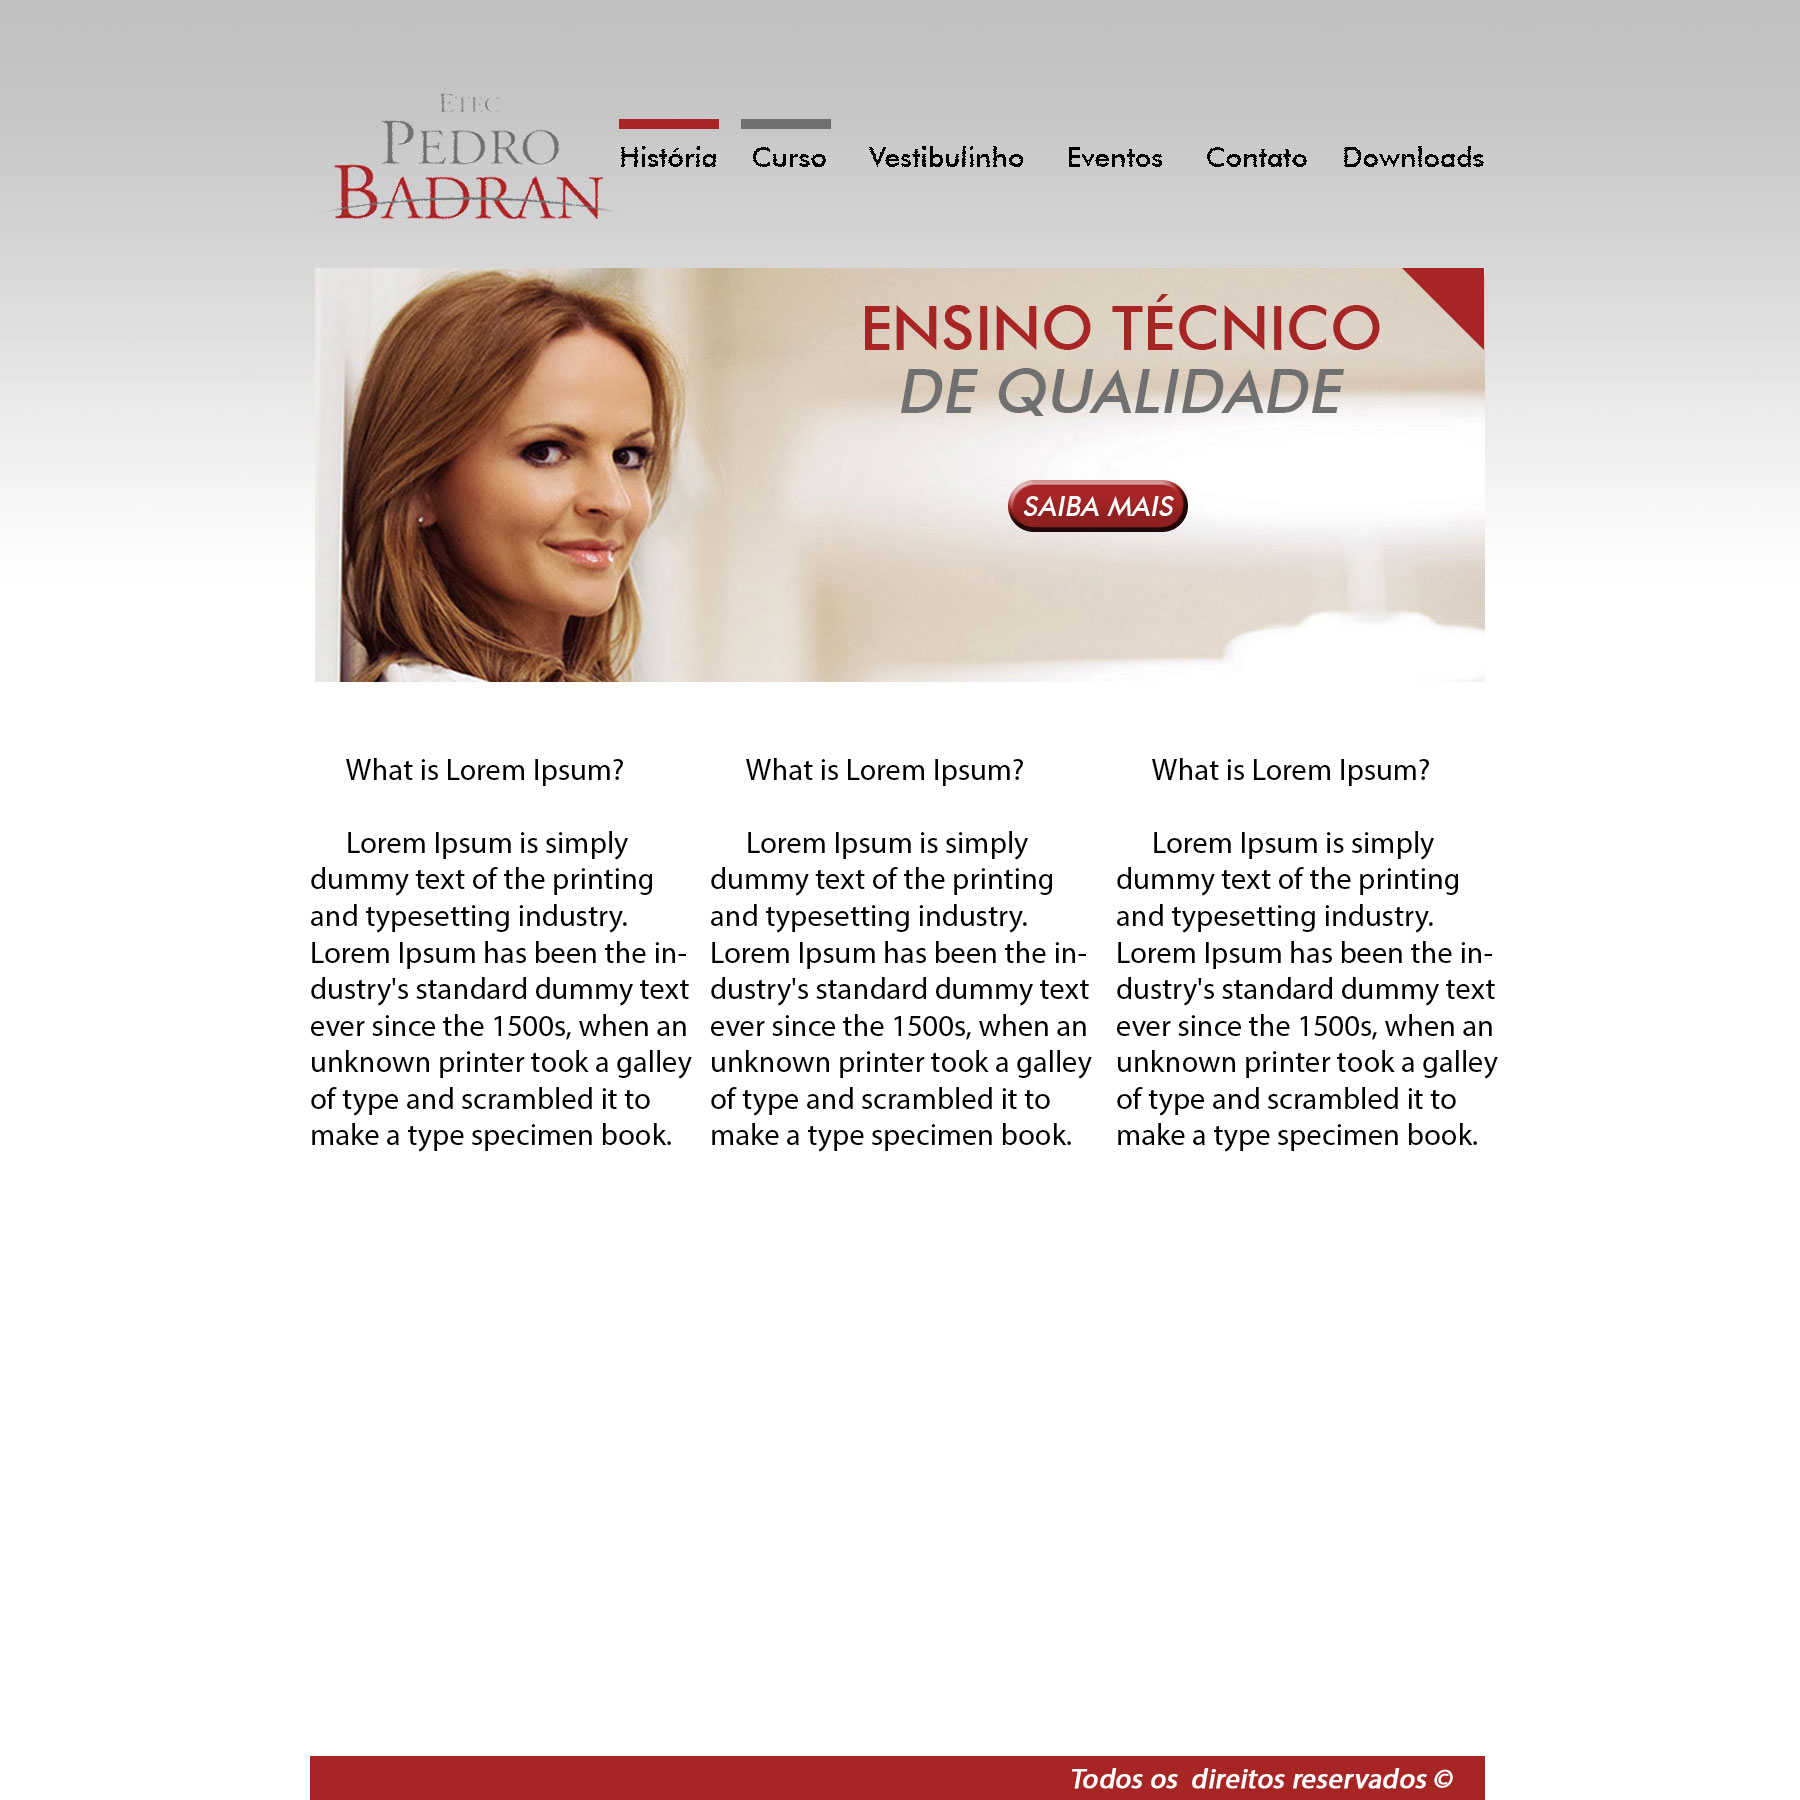 ETEC
PEDRO
BADRAN
História Curso Vestibulinho Eventos Contato Downloads
ENSINO TÉCNICO
DE QUALIDADE
SAIBA MAIS
What is Lorem Ipsum?
Lorem Ipsum is simply
dummy text of the printing
and typesetting industry.
Lorem Ipsum has been the in-
dustry's standard dummy text
ever since the 1500s, when an
unknown printer took a galley
of type and scrambled it to
make a type specimen book.
What is Lorem Ipsum?
Lorem Ipsum is simply
dummy text of the printing
and typesetting industry.
Lorem Ipsum has been the in-
dustry's standard dummy text
ever since the 1500s, when an
unknown printer took a galley
of type and scrambled it to
make a type specimen book.
What is Lorem Ipsum?
Lorem Ipsum is simply
dummy text of the printing
and typesetting industry.
Lorem Ipsum has been the in-
dustry's standard dummy text
ever since the 1500s, when an
unknown printer took a galley
of type and scrambled it to
make a type specimen book.
Todos os  direitos reservados ©